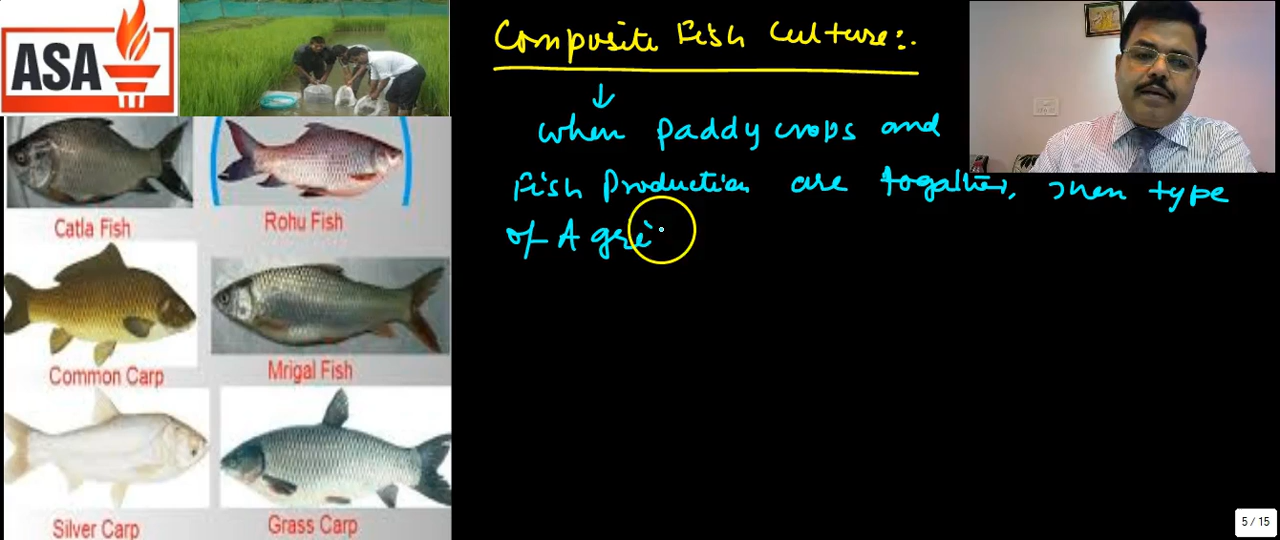 ASA
Composite Fish Culture:.
when paddy crops and
Fish Production are togather, then type
of Agri
Catla Fish
Rohu Fish
Common Carp
Mrigal Fish
Silver Carp
Grass Carp
5 / 15